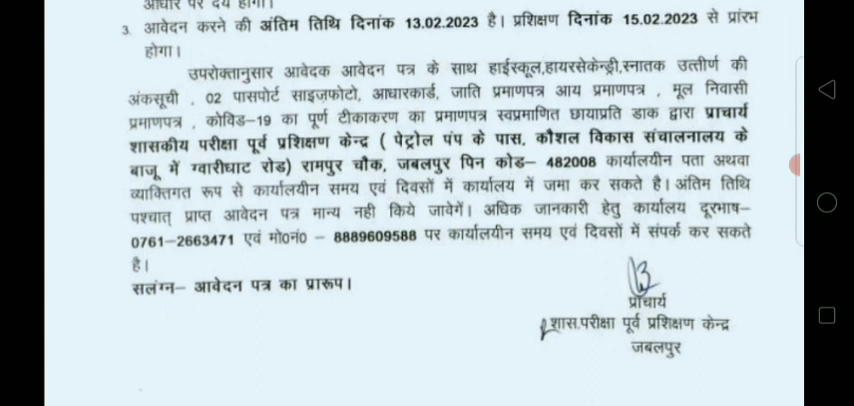 आधार पर देय होगा।
3. आवेदन करने की अंतिम तिथि दिनांक 13.02.2023 है। प्रशिक्षण दिनांक 15.02.2023 से प्रारंभ
होगा।
उपरोक्तानुसार आवेदक आवेदन पत्र के साथ हाईस्कूल,हायरसेकेन्ड्री,स्नातक उत्तीर्ण की
अंकसूची , 02 पासपोर्ट साइज़फोटो, आधारकार्ड, जाति प्रमाणपत्र आय प्रमाणपत्र , मूल निवासी
प्रमाणपत्र , कोविड-19 का पूर्ण टीकाकरण का प्रमाणपत्र स्वप्रमाणित छायाप्रति डाक द्वारा प्राचार्य
शासकीय परीक्षा पूर्व प्रशिक्षण केन्द्र ( पेट्रोल पंप के पास, कौशल विकास संचालनालय के
बाजू में ग्वारीघाट रोड) रामपुर चौक, जबलपुर पिन कोड– 482008 कार्यालयीन पता अथवा
व्यक्तिगत रूप से कार्यालयीन समय एवं दिवसों में कार्यालय में जमा कर सकते है। अंतिम तिथि
पश्चात् प्राप्त आवेदन पत्र मान्य नही किये जावेगें। अधिक जानकारी हेतु कार्यालय दूरभाष–
0761–2663471 एवं मो0नं0 – 8889609588 पर कार्यालयीन समय एवं दिवसों में संपर्क कर सकते
है।
सलंग्न– आवेदन पत्र का प्रारूप।
प्राचार्य
शास.परीक्षा पूर्व प्रशिक्षण केन्द्र
जबलपुर